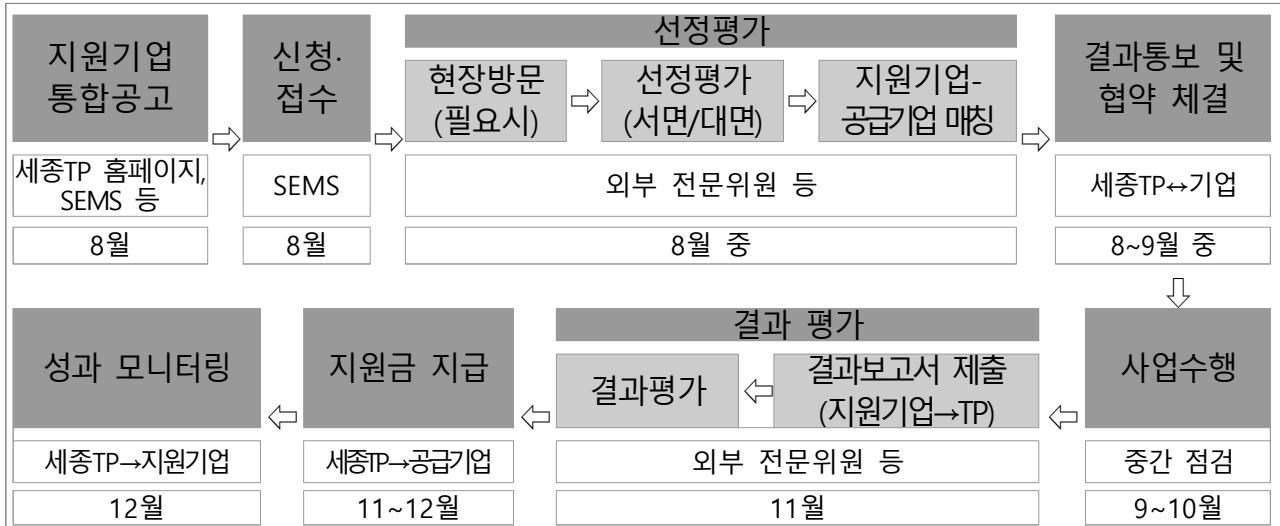 지원기업
통합공고
세종TP 홈페이지,
SEMS 등
8월
신청·
접수
SEMS
8월
선정평가
현장방문
(필요시)
선정평가
(서면/대면)
지원기업-
공급기업 매칭
외부 전문위원 등
8월 중
결과통보 및
협약 체결
세종TP↔기업
8~9월 중
사업수행
중간 점검
9~10월
결과 평가
결과보고서 제출
(지원기업→TP)
결과평가
외부 전문위원 등
11월
지원금 지급
세종TP→공급기업
11~12월
성과 모니터링
세종TP→지원기업
12월